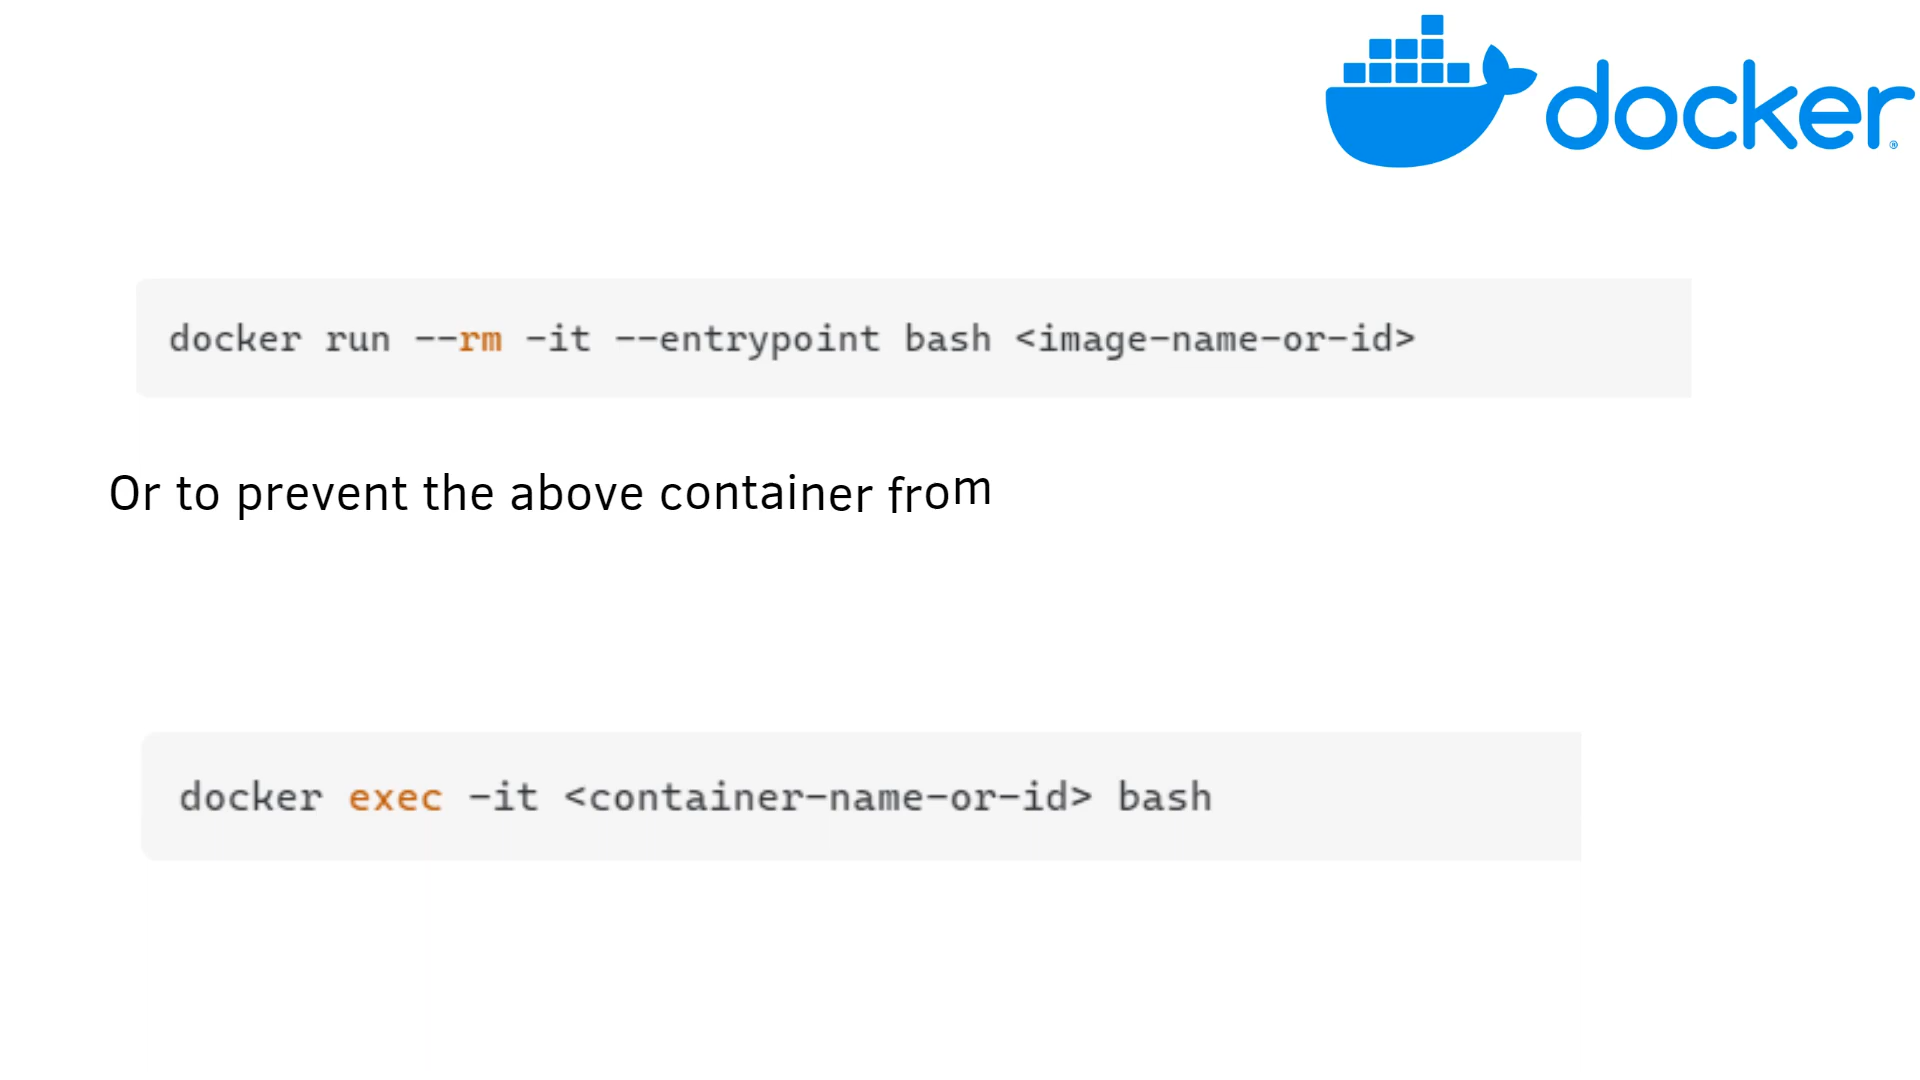 docker
docker run --rm -it --entrypoint bash <image-name-or-id>
Or to prevent the above container from
docker exec -it <container-name-or-id> bash